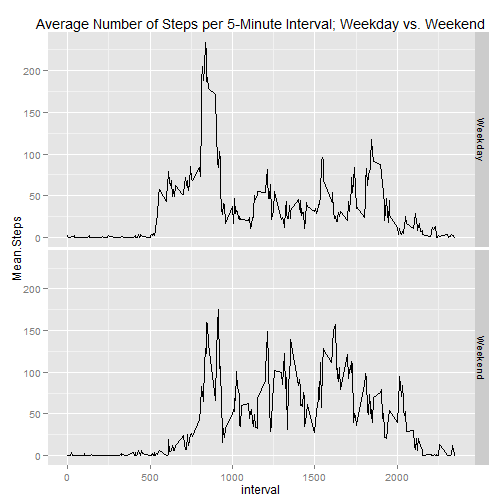 Average Number of Steps per 5-Minute Interval; Weekday vs. Weekend
200
150
100
50
0
Weekday
Mean.Steps
200
150
100
50
0
Weekend
0 500 1000 1500 2000
interval